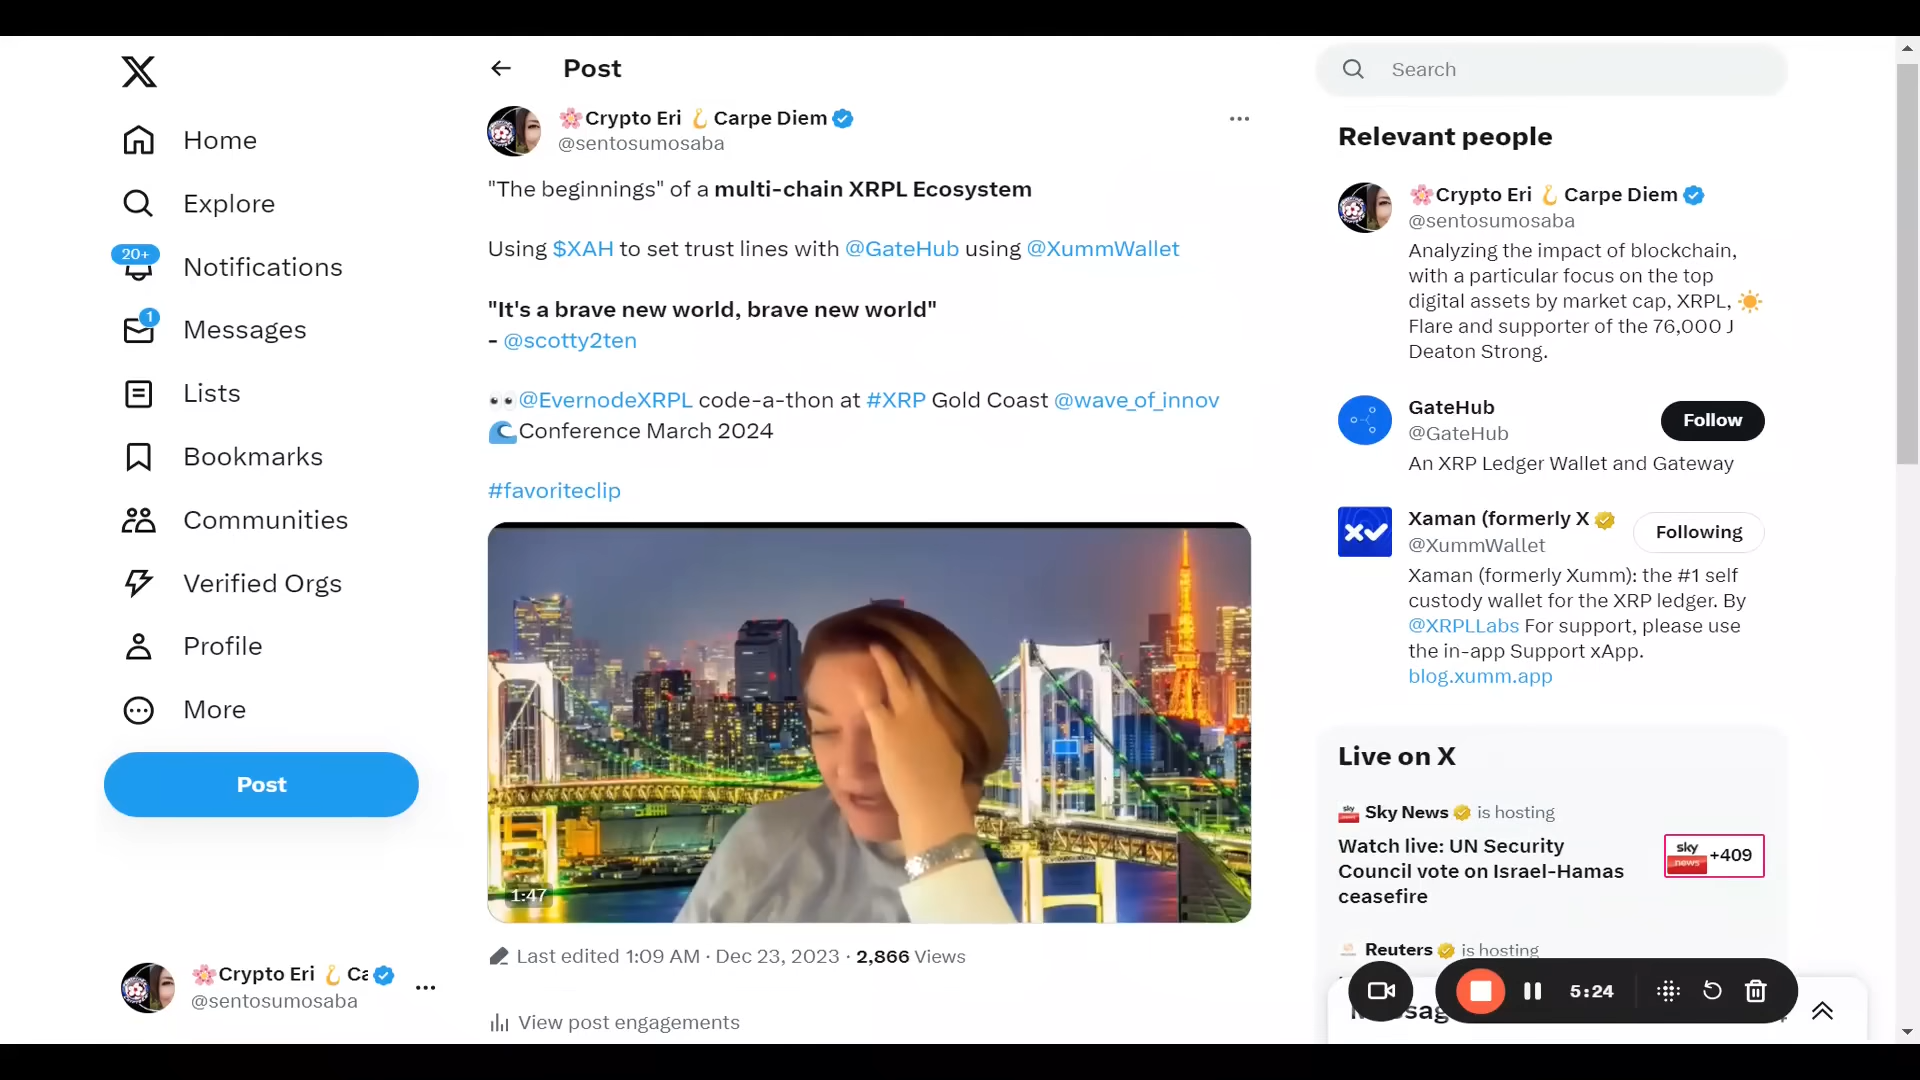 Home
Explore
20+
Notifications
1
Messages
Lists
Bookmarks
Communities
Verified Orgs
Profile
More
Post
🌸Crypto Eri 🪝Ca
@sentosumosaba
Post
🌸Crypto Eri 🪝Carpe Diem
@sentosumosaba
"The beginnings" of a multi-chain XRPL Ecosystem
Using $XAH to set trust lines with @GateHub using @XummWallet
"It's a brave new world, brave new world"
- @scotty2ten
👀@EvernodeXRPL code-a-thon at #XRP Gold Coast @wave_of_innov
🌊Conference March 2024
#favoriteclip
1:47
Last edited 1:09 AM · Dec 23, 2023 · 2,866 Views
View post engagements
Search
Relevant people
🌸Crypto Eri 🪝Carpe Diem
@sentosumosaba
Analyzing the impact of blockchain,
with a particular focus on the top
digital assets by market cap, XRPL, ☀️
Flare and supporter of the 76,000 J
Deaton Strong.
GateHub
@GateHub
Follow
An XRP Ledger Wallet and Gateway
Xaman (formerly X
@XummWallet
Following
Xaman (formerly Xumm): the #1 self
custody wallet for the XRP ledger. By
@XRPLLabs For support, please use
the in-app Support xApp.
blog.xumm.app
Live on X
Sky News is hosting
Watch live: UN Security
Council vote on Israel-Hamas
ceasefire
sky
news
+409
Reuters is hosting
5:24